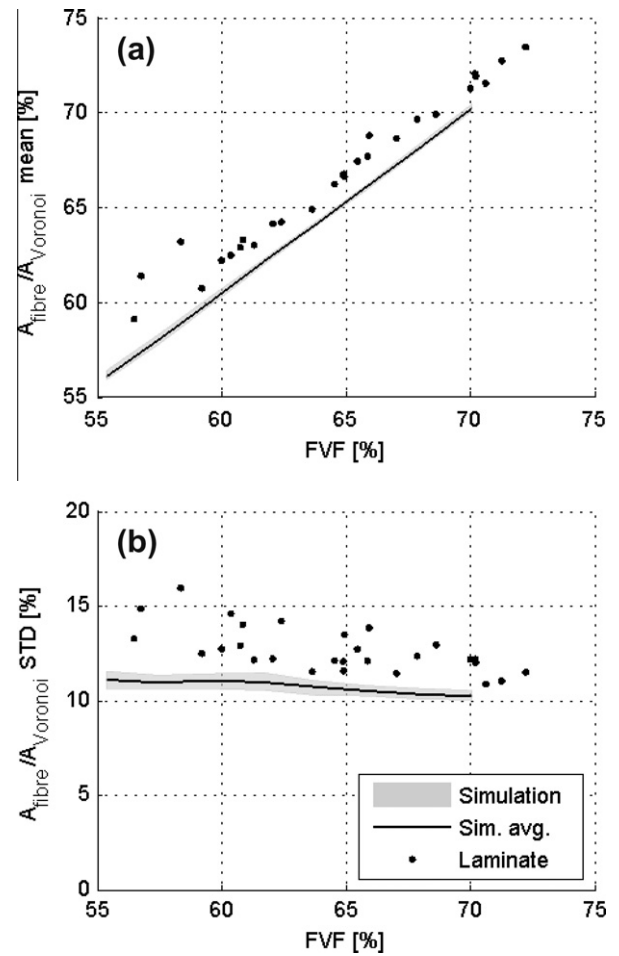 (a)
A_fibre/A_Voronoi mean [%]
75
70
65
60
55
55 60 65 70 75
FVF [%]
(b)
A_fibre/A_Voronoi STD [%]
20
15
10
5
0
Simulation
Sim. avg.
Laminate
55 60 65 70 75
FVF [%]